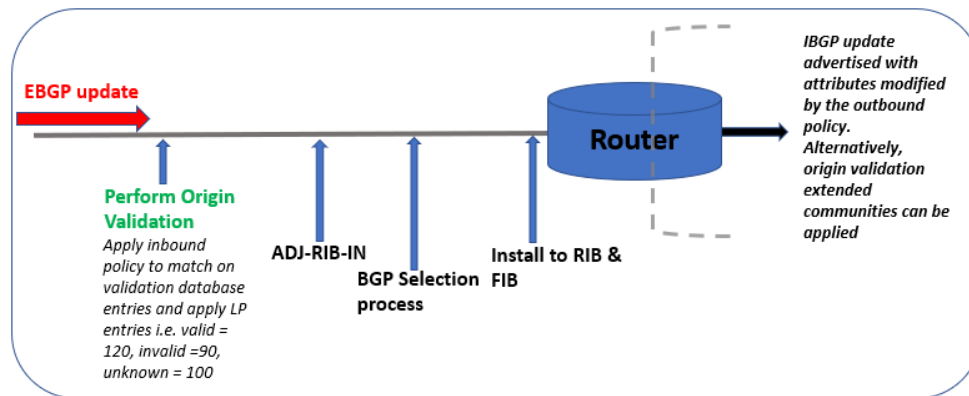 EBGP update
Perform Origin
Validation
Apply inbound
policy to match on
validation database
entries and apply LP
entries i.e. valid =
120, invalid =90,
unknown = 100
ADJ-RIB-IN
BGP Selection
process
Install to RIB &
FIB
Router
IBGP update
advertised with
attributes modified
by the outbound
policy.
Alternatively,
origin validation
extended
communities can be
applied